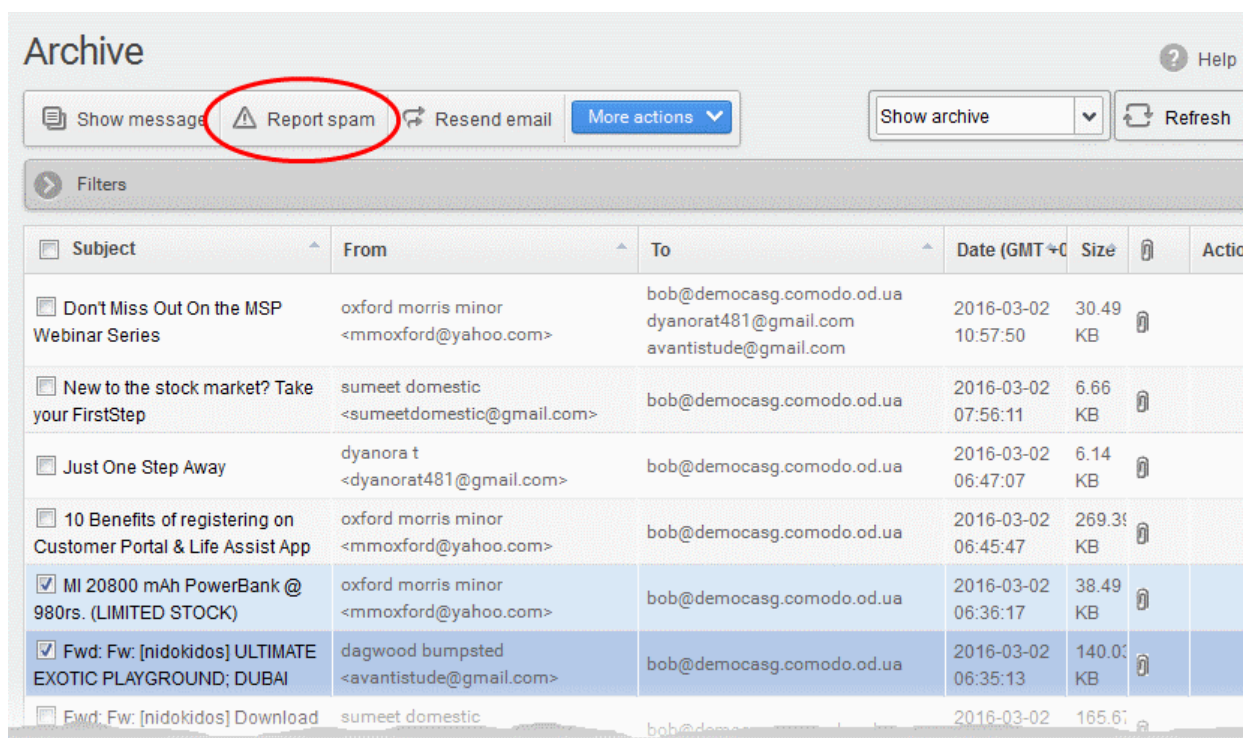 Archive
Help
Show message
Report spam
Resend email
More actions
Show archive
Refresh
Filters
Subject From To Date (GMT +0 Size Actio
Don't Miss Out On the MSP
Webinar Series
oxford morris minor
<mmoxford@yahoo.com>
bob@democasg.comodo.od.ua
dyanorat481@gmail.com
avantistude@gmail.com
2016-03-02
10:57:50
30.49
KB
New to the stock market? Take
your FirstStep
sumeet domestic
<sumeetdomestic@gmail.com>
bob@democasg.comodo.od.ua
2016-03-02
07:56:11
6.66
KB
Just One Step Away
dyanora t
<dyanorat481@gmail.com>
bob@democasg.comodo.od.ua
2016-03-02
06:47:07
6.14
KB
10 Benefits of registering on
Customer Portal & Life Assist App
oxford morris minor
<mmoxford@yahoo.com>
bob@democasg.comodo.od.ua
2016-03-02
06:45:47
269.39
KB
MI 20800 mAh PowerBank @
980rs. (LIMITED STOCK)
oxford morris minor
<mmoxford@yahoo.com>
bob@democasg.comodo.od.ua
2016-03-02
06:36:17
38.49
KB
Fwd: Fw: [nidokidos] ULTIMATE
EXOTIC PLAYGROUND; DUBAI
dagwood bumpsted
<avantistude@gmail.com>
bob@democasg.comodo.od.ua
2016-03-02
06:35:13
140.03
KB
Fwd: Fw: [nidokidos] Download
sumeet domestic
2016-03-02
165.67